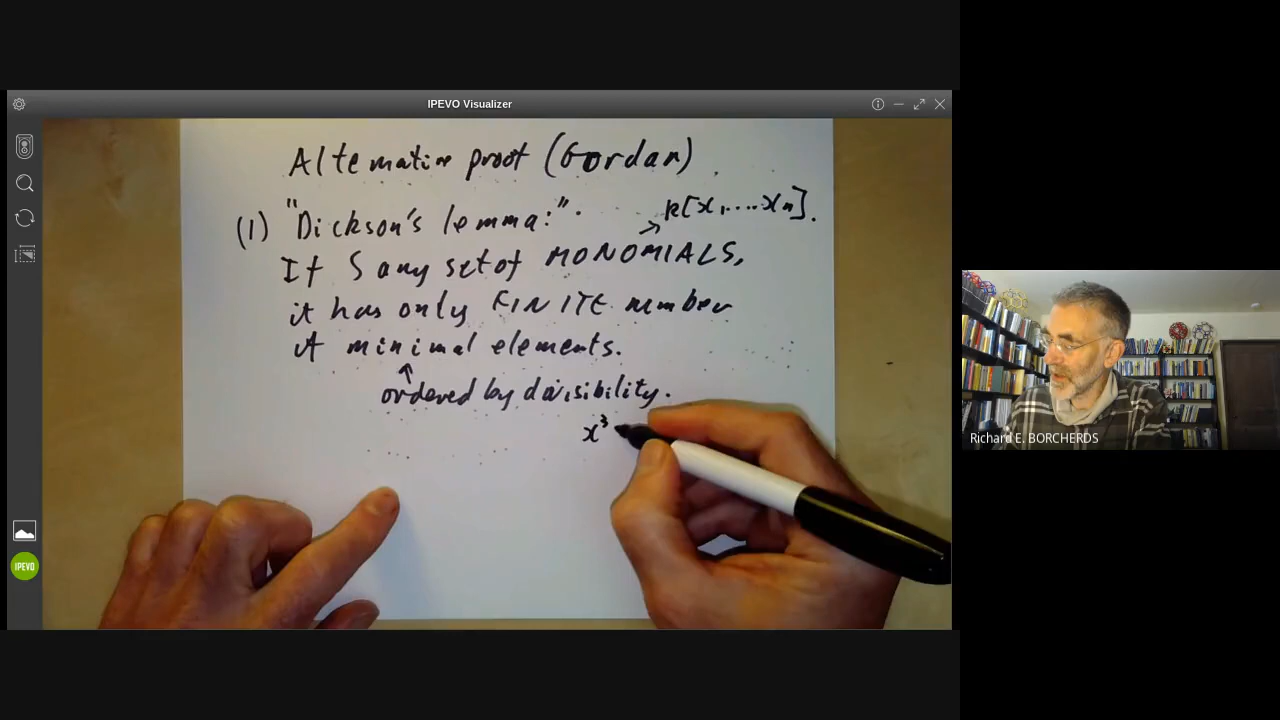 IPEVO Visualizer
Alternative proof (Gordan)
(1) "Dickson's lemma:"
k[x,....xn].
If S any set of MONOMIALS,
it has only FINITE number
of minimal elements.
ordered by divisibility.
x³
IPEVO
Richard E. BORCHERDS